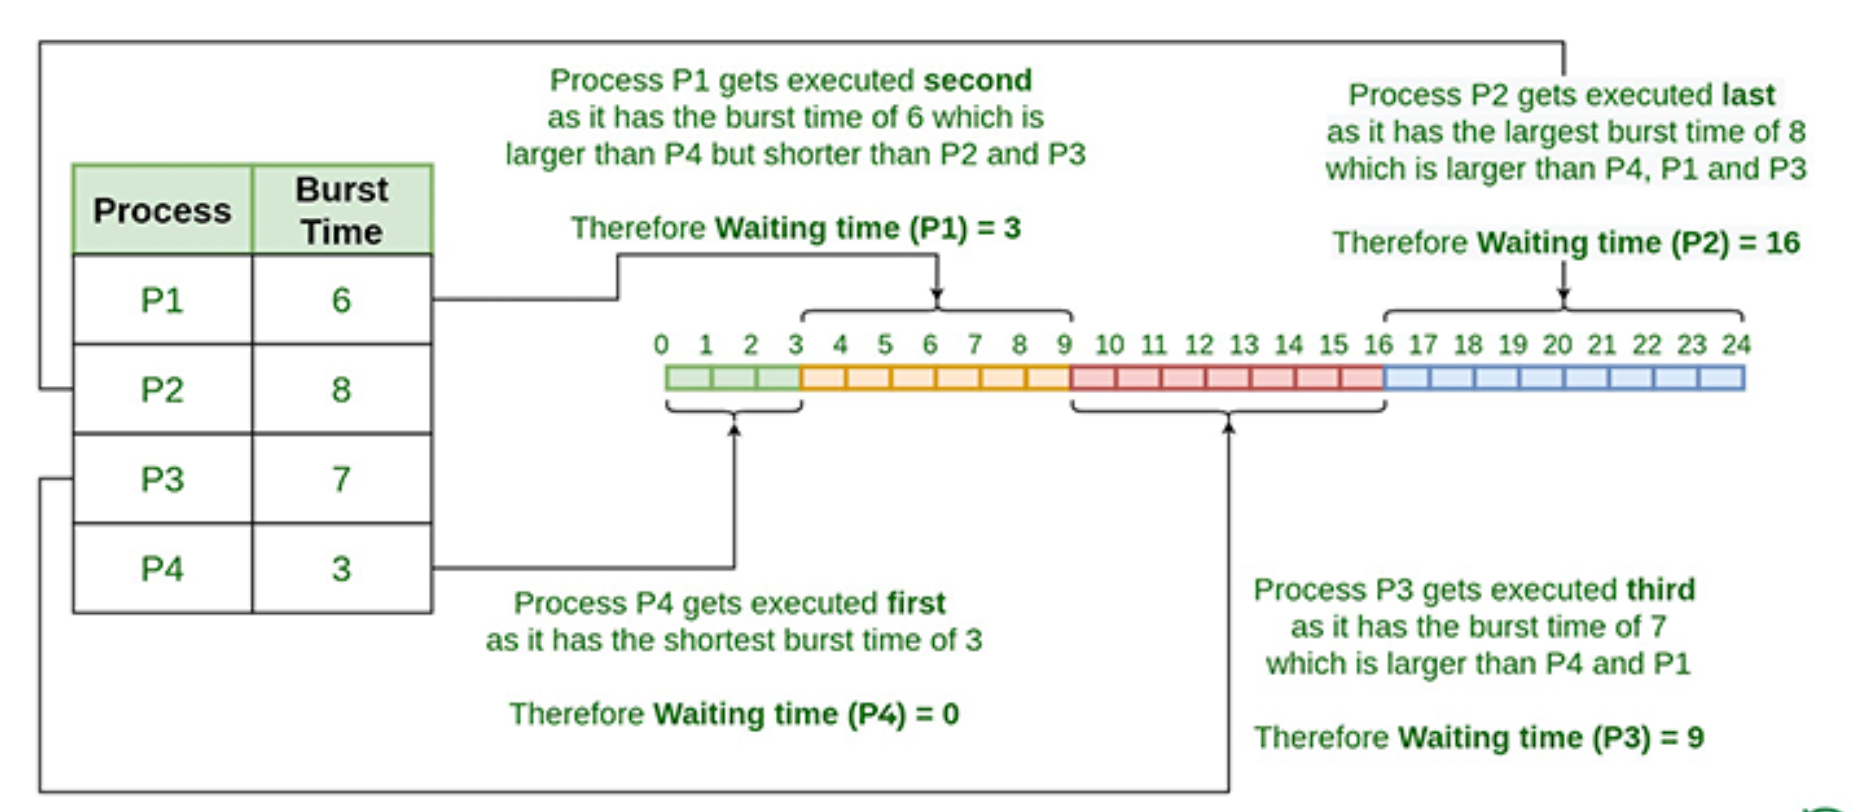 Process P1 gets executed second
as it has the burst time of 6 which is
larger than P4 but shorter than P2 and P3
Therefore Waiting time (P1) = 3
Process P2 gets executed last
as it has the largest burst time of 8
which is larger than P4, P1 and P3
Therefore Waiting time (P2) = 16
Process Burst Time
P1 6
P2 8
P3 7
P4 3
0 1 2 3 4 5 6 7 8 9 10 11 12 13 14 15 16 17 18 19 20 21 22 23 24
Process P4 gets executed first
as it has the shortest burst time of 3
Therefore Waiting time (P4) = 0
Process P3 gets executed third
as it has the burst time of 7
which is larger than P4 and P1
Therefore Waiting time (P3) = 9